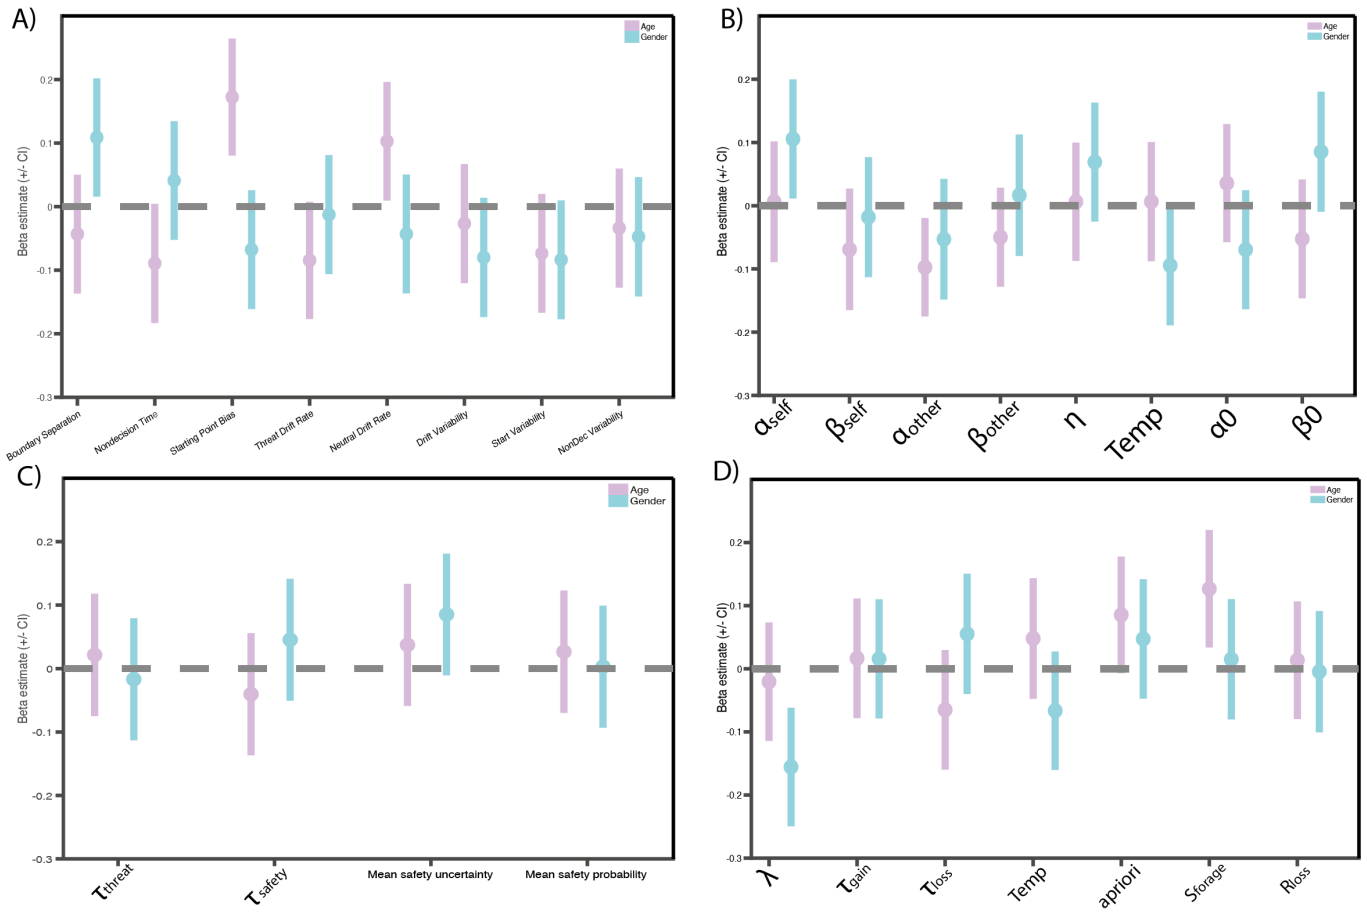 A)
Age
Gender
0.2
0.1
0
-0.1
-0.2
-0.3
Beta estimate (+/- CI)
Boundary Separation
Nondecision Time
Starting Point Bias
Threat Drift Rate
Neutral Drift Rate
Drift Variability
Start Variability
NonDec Variability
B)
Age
Gender
0.2
0.1
0
-0.1
-0.2
-0.3
Beta estimate (+/- CI)
αself
βself
αother
βother
η
Temp
α0
β0
C)
Age
Gender
0.2
0.1
0
-0.1
-0.2
-0.3
Beta estimate (+/- CI)
τthreat
τsafety
Mean safety uncertainty
Mean safety probability
D)
Age
Gender
0.2
0.1
0
-0.1
-0.2
-0.3
Beta estimate (+/- CI)
λ
τgain
τloss
Temp
apriori
Sforage
Rloss